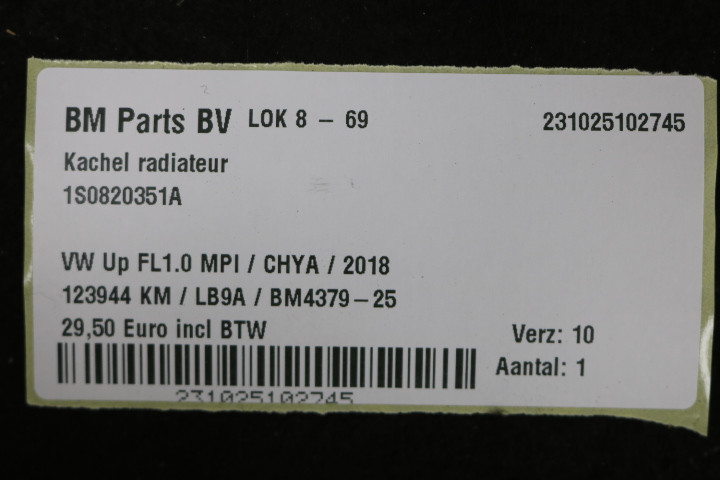 BM Parts BV LOK 8 - 69 231025102745
Kachel radiateur
1S0820351A
VW Up FL1.0 MPI / CHYA / 2018
123944 KM / LB9A / BM4379-25
29,50 Euro incl BTW
Verz: 10
Aantal: 1
231025102745